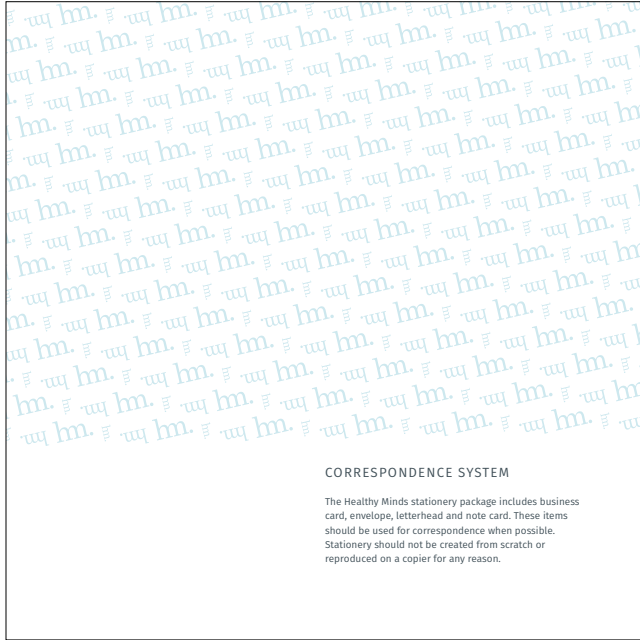 hm.
CORRESPONDENCE SYSTEM
The Healthy Minds stationery package includes business
card, envelope, letterhead and note card. These items
should be used for correspondence when possible.
Stationery should not be created from scratch or
reproduced on a copier for any reason.